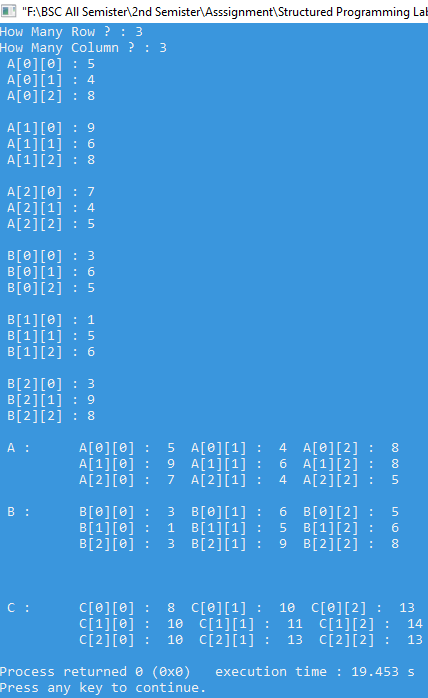 "F:\BSC All Semister\2nd Semister\Asssignment\Structured Programming Lab
How Many Row ? : 3
How Many Column ? : 3
A[0][0] : 5
A[0][1] : 4
A[0][2] : 8
A[1][0] : 9
A[1][1] : 6
A[1][2] : 8
A[2][0] : 7
A[2][1] : 4
A[2][2] : 5
B[0][0] : 3
B[0][1] : 6
B[0][2] : 5
B[1][0] : 1
B[1][1] : 5
B[1][2] : 6
B[2][0] : 3
B[2][1] : 9
B[2][2] : 8
A :      A[0][0] :  5  A[0][1] :  4  A[0][2] :  8
A[1][0] :  9  A[1][1] :  6  A[1][2] :  8
A[2][0] :  7  A[2][1] :  4  A[2][2] :  5
B :      B[0][0] :  3  B[0][1] :  6  B[0][2] :  5
B[1][0] :  1  B[1][1] :  5  B[1][2] :  6
B[2][0] :  3  B[2][1] :  9  B[2][2] :  8
C :      C[0][0] :  8  C[0][1] :  10  C[0][2] :  13
C[1][0] :  10  C[1][1] :  11  C[1][2] :  14
C[2][0] :  10  C[2][1] :  13  C[2][2] :  13
Process returned 0 (0x0)   execution time : 19.453 s
Press any key to continue.